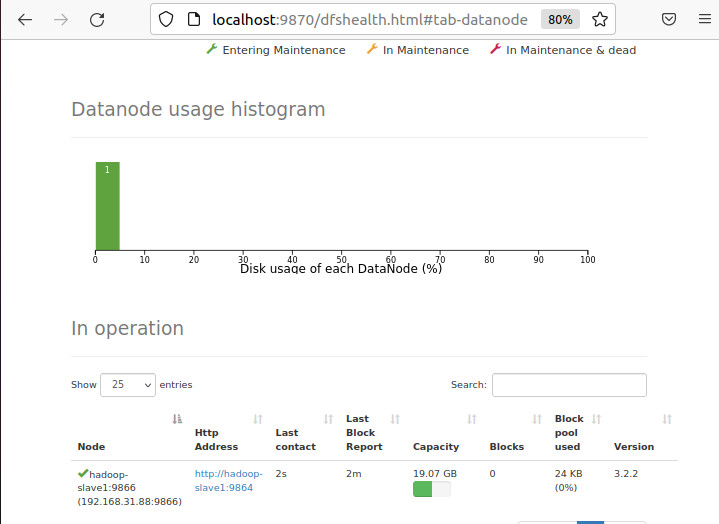 localhost:9870/dfshealth.html#tab-datanode 80%
Entering Maintenance In Maintenance In Maintenance & dead
Datanode usage histogram
1
0 10 20 30 40 50 60 70 80 90 100
Disk usage of each DataNode (%)
In operation
Show 25 entries Search:
Node Http Address Last contact Last Block Report Capacity Blocks Block pool used Version
hadoop-slave1:9866 (192.168.31.88:9866) http://hadoop-slave1:9864 2s 2m 19.07 GB 0 24 KB (0%) 3.2.2